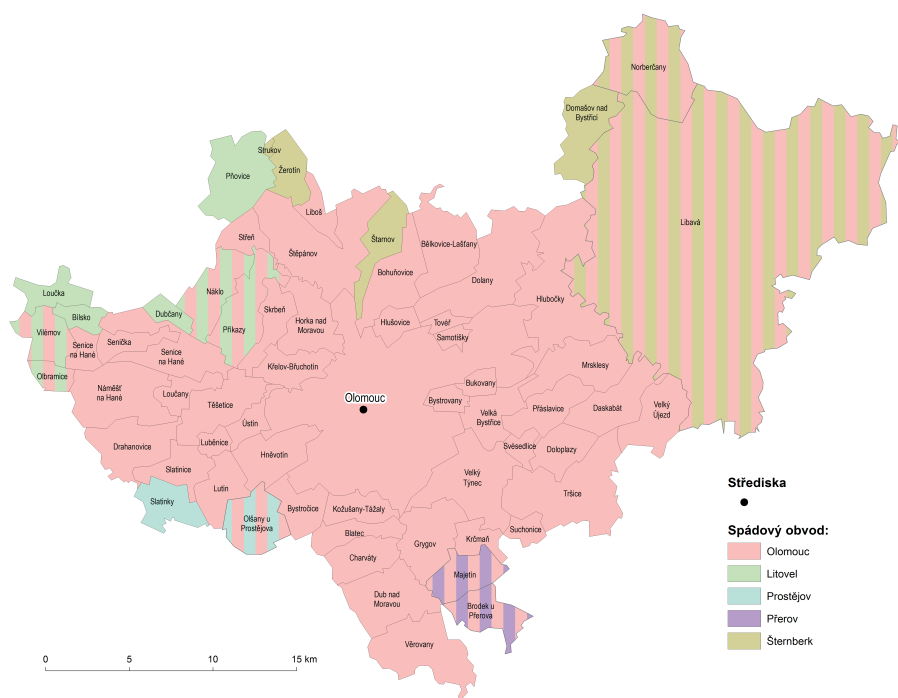 Norberčany
Domašov nad
Bystřicí
Strukov
Žerotín
Pňovice
Liboš
Libavá
Střeň
Štarnov
Bělkovice-Lašťany
Štěpánov
Bohuňovice
Dolany
Loučka
Náklo
Hlubočky
Skrbeň
Dubčany
Bílsko
Horka nad
Moravou
Hlušovice
Tovéř
Příkazy
Vilémov
Samotišky
Senice
na Hané
Senička
Senice
na Hané
Křelov-Břuchotín
Mrsklesy
Olbramice
Bukovany
Náměšť
na Hané
Loučany
Olomouc
Bystrovany
Těšetice
Přáslavice
Daskabát
Velký
Újezd
Velká
Bystřice
Ústín
Drahanovice
Luběnice
Svésedlice
Doloplazy
Hněvotín
Slatinice
Velký
Týnec
Lutín
Tršice
Slatinky
Olšany u
Prostějova
Bystročice
Kožušany-Tážaly
Suchonice
Blatec
Krčmaň
Grygov
Charváty
Majetín
Dub nad
Moravou
Brodek u
Přerova
Věrovany
Střediska
Spádový obvod:
Olomouc
Litovel
Prostějov
Přerov
Šternberk
0 5 10 15 km